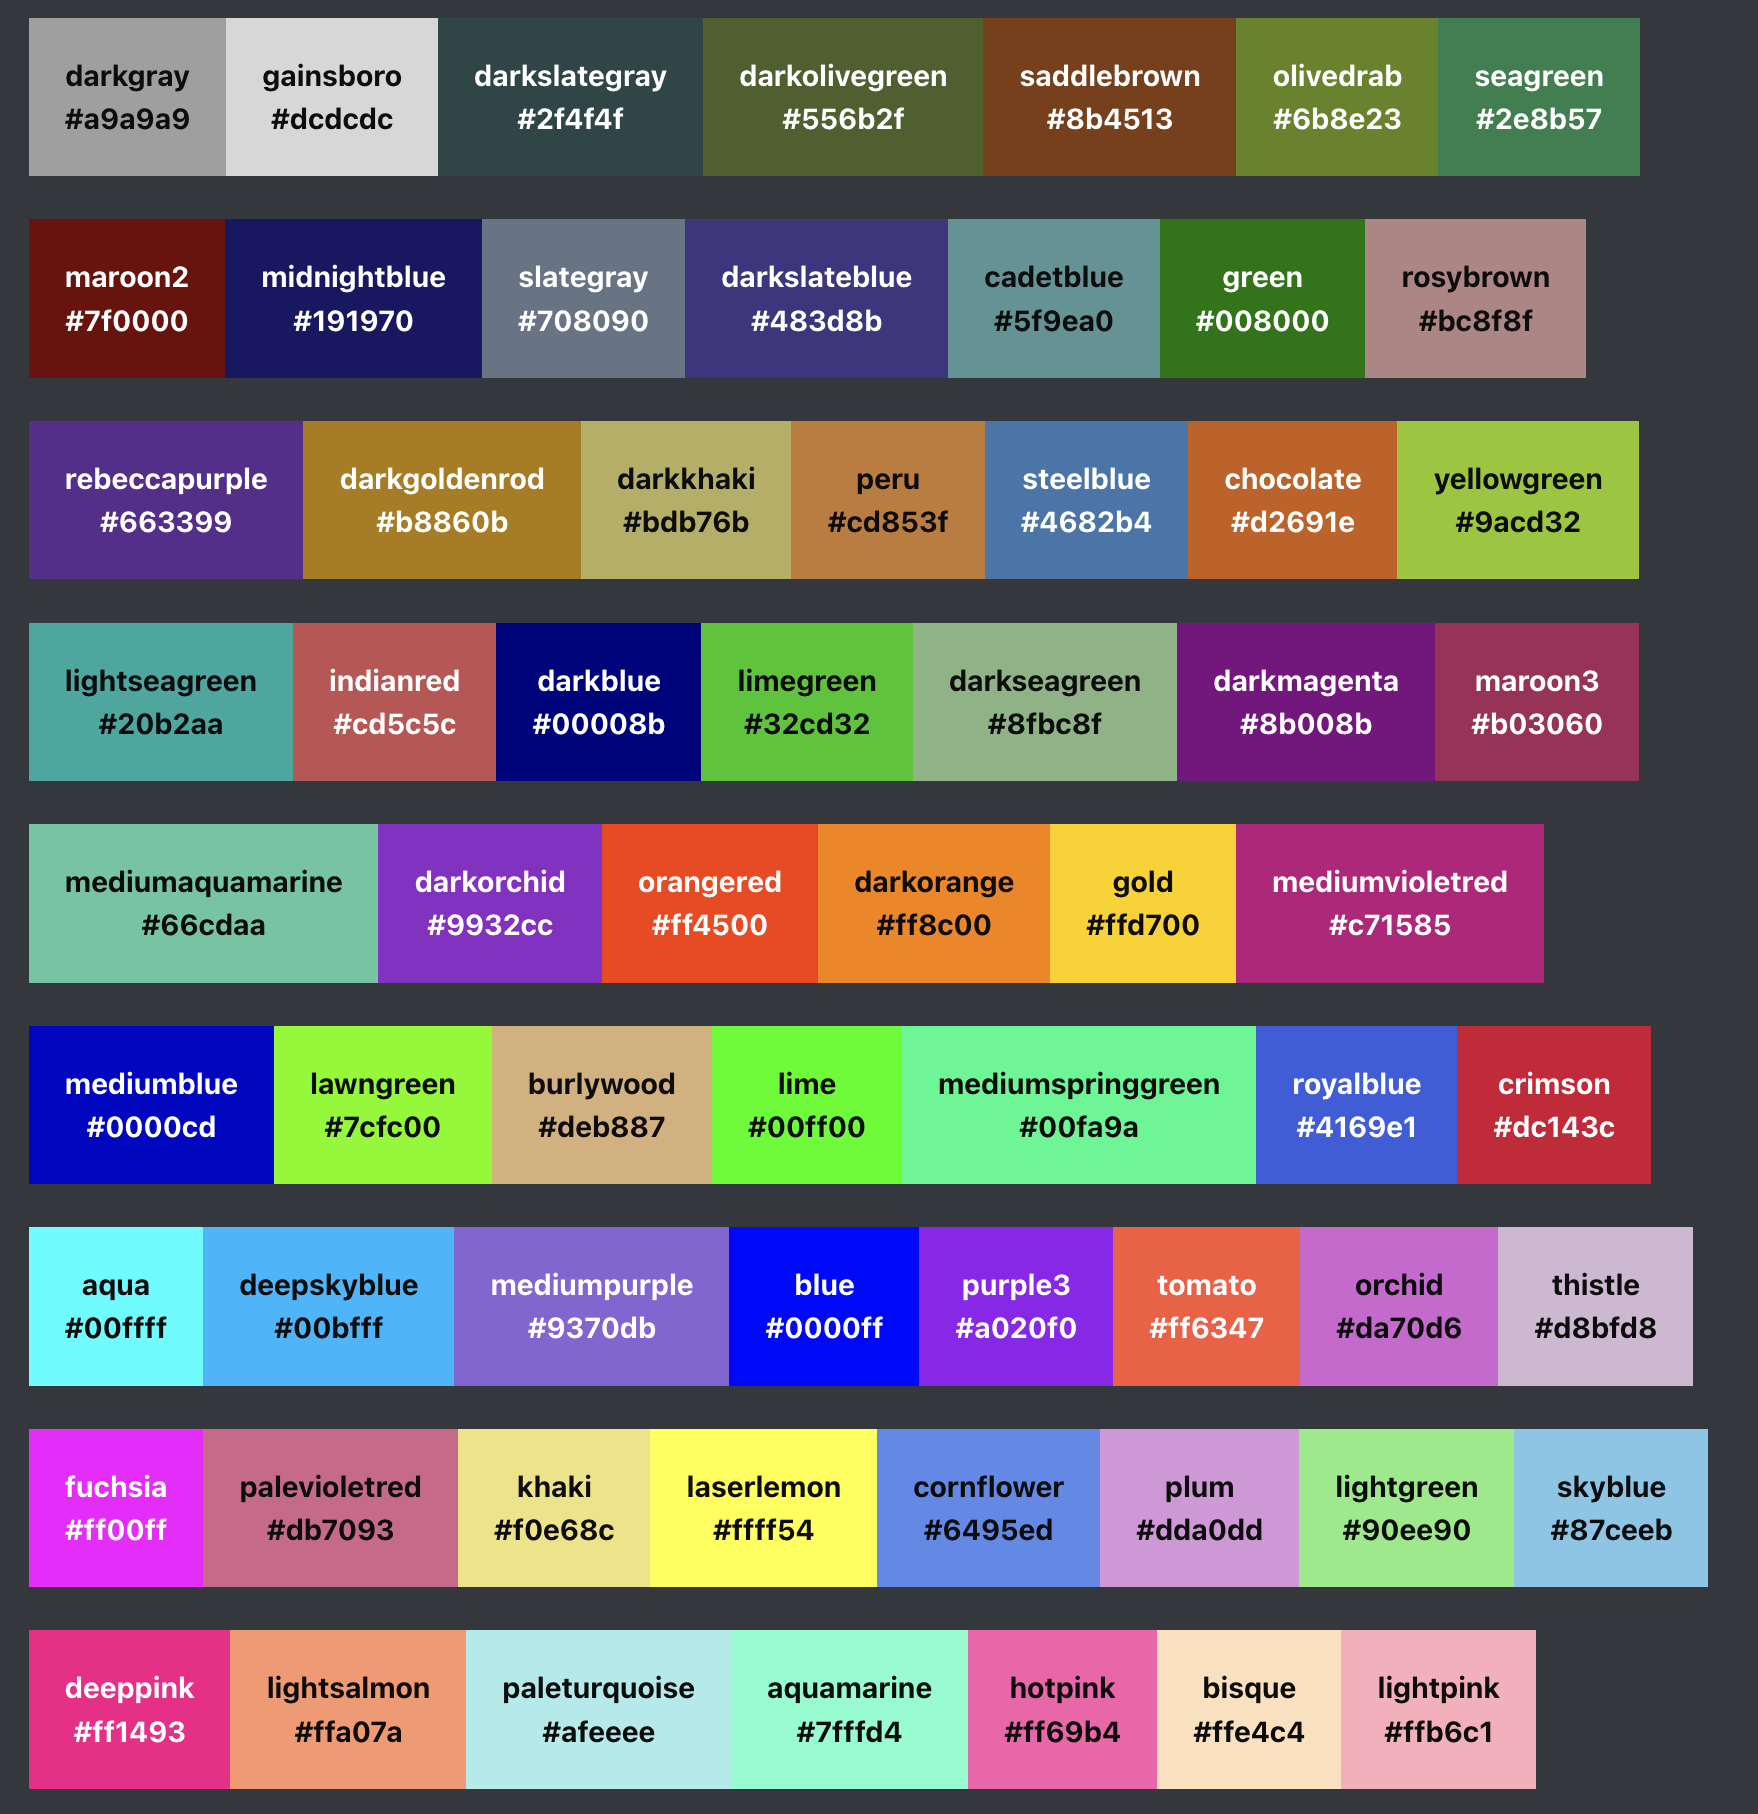 darkgray gainsboro darkslategray darkolivegreen saddlebrown olivedrab seagreen
#a9a9a9 #dcdcdc #2f4f4f #556b2f #8b4513 #6b8e23 #2e8b57
maroon2 midnightblue slategray darkslateblue cadetblue green rosybrown
#7f0000 #191970 #708090 #483d8b #5f9ea0 #008000 #bc8f8f
rebeccapurple darkgoldenrod darkkhaki peru steelblue chocolate yellowgreen
#663399 #b8860b #bdb76b #cd853f #4682b4 #d2691e #9acd32
lightseagreen indianred darkblue limegreen darkseagreen darkmagenta maroon3
#20b2aa #cd5c5c #00008b #32cd32 #8fbc8f #8b008b #b03060
mediumaquamarine darkorchid orangered darkorange gold mediumvioletred
#66cdaa #9932cc #ff4500 #ff8c00 #ffd700 #c71585
mediumblue lawngreen burlywood lime mediumspringgreen royalblue crimson
#0000cd #7cfc00 #deb887 #00ff00 #00fa9a #4169e1 #dc143c
aqua deepskyblue mediumpurple blue purple3 tomato orchid thistle
#00ffff #00bfff #9370db #0000ff #a020f0 #ff6347 #da70d6 #d8bfd8
fuchsia palevioletred khaki laserlemon cornflower plum lightgreen skyblue
#ff00ff #db7093 #f0e68c #ffff54 #6495ed #dda0dd #90ee90 #87ceeb
deeppink lightsalmon paleturquoise aquamarine hotpink bisque lightpink
#ff1493 #ffa07a #afeeee #7fffd4 #ff69b4 #ffe4c4 #ffb6c1